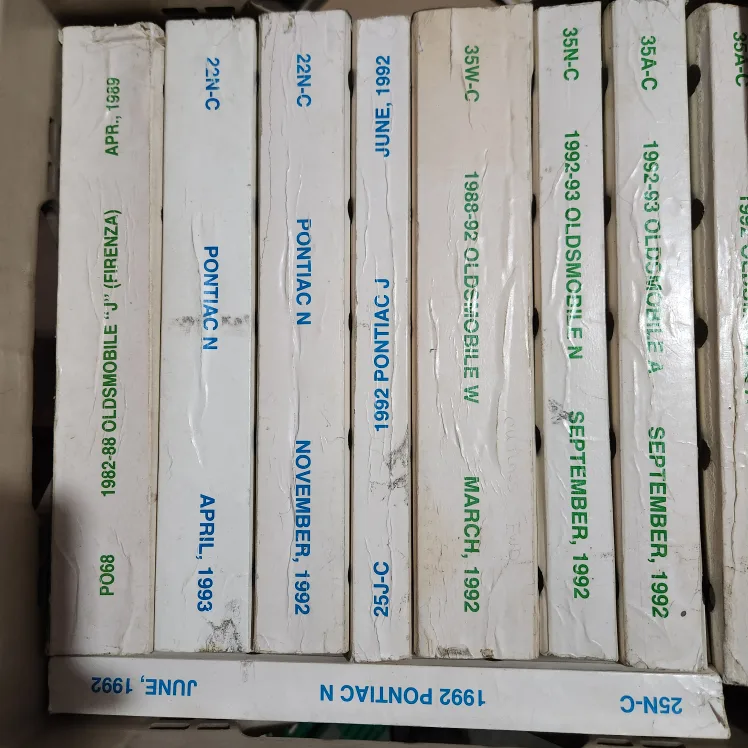 PO68 1982-88 OLDSMOBILE "J" (FIRENZA) APR., 1989
22N-C PONTIAC N APRIL, 1993
22N-C PONTIAC N NOVEMBER, 1992
25J-C 1992 PONTIAC J JUNE, 1992
35W-C 1988-92 OLDSMOBILE W MARCH, 1992
35N-C 1992-93 OLDSMOBILE N SEPTEMBER, 1992
35A-C 1992-93 OLDSMOBILE A SEPTEMBER, 1992
35A-C
25N-C 1992 PONTIAC N JUNE, 1992